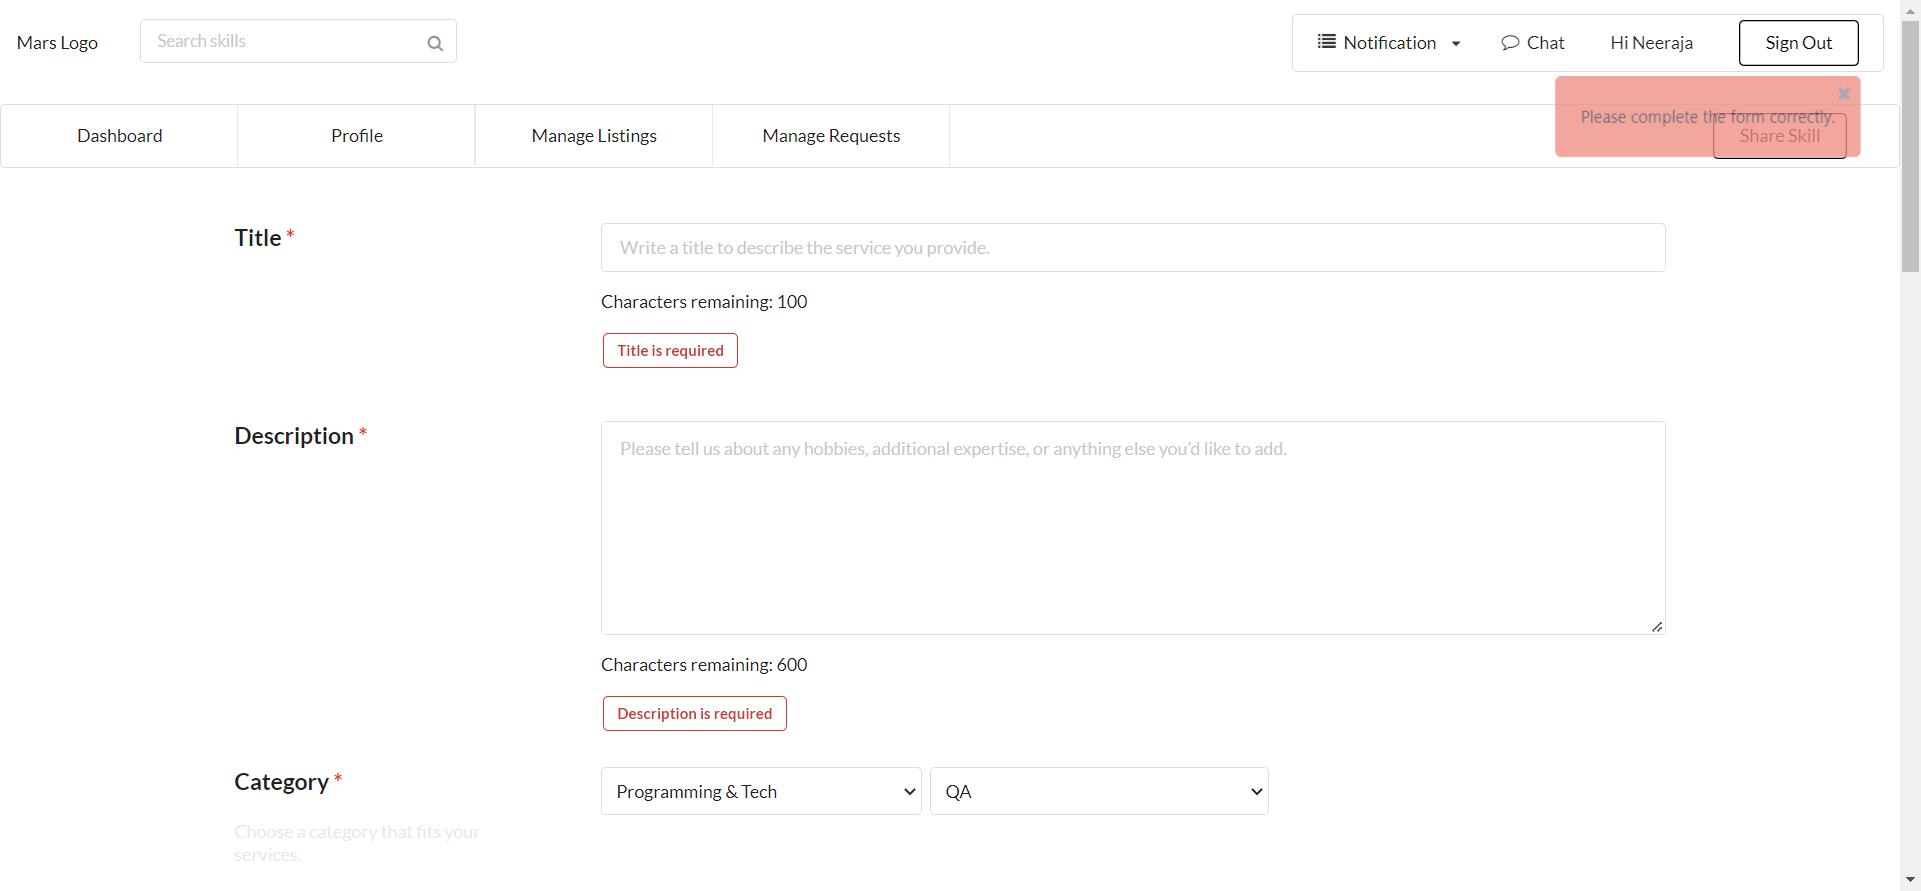 Mars Logo
Search skills
Notification
Chat
Hi Neeraja
Sign Out
Please complete the form correctly.
Dashboard
Profile
Manage Listings
Manage Requests
Share Skill
Title *
Write a title to describe the service you provide.
Characters remaining: 100
Title is required
Description *
Please tell us about any hobbies, additional expertise, or anything else you’d like to add.
Characters remaining: 600
Description is required
Category *
Programming & Tech
QA
Choose a category that fits your
services.